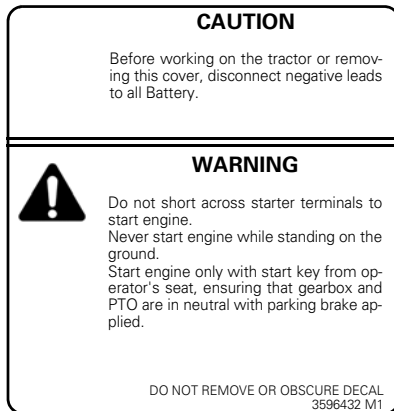 CAUTION
Before working on the tractor or remov-
ing this cover, disconnect negative leads
to all Battery.
WARNING
Do not short across starter terminals to
start engine.
Never start engine while standing on the
ground.
Start engine only with start key from op-
erator's seat, ensuring that gearbox and
PTO are in neutral with parking brake ap-
plied.
DO NOT REMOVE OR OBSCURE DECAL
3596432 M1